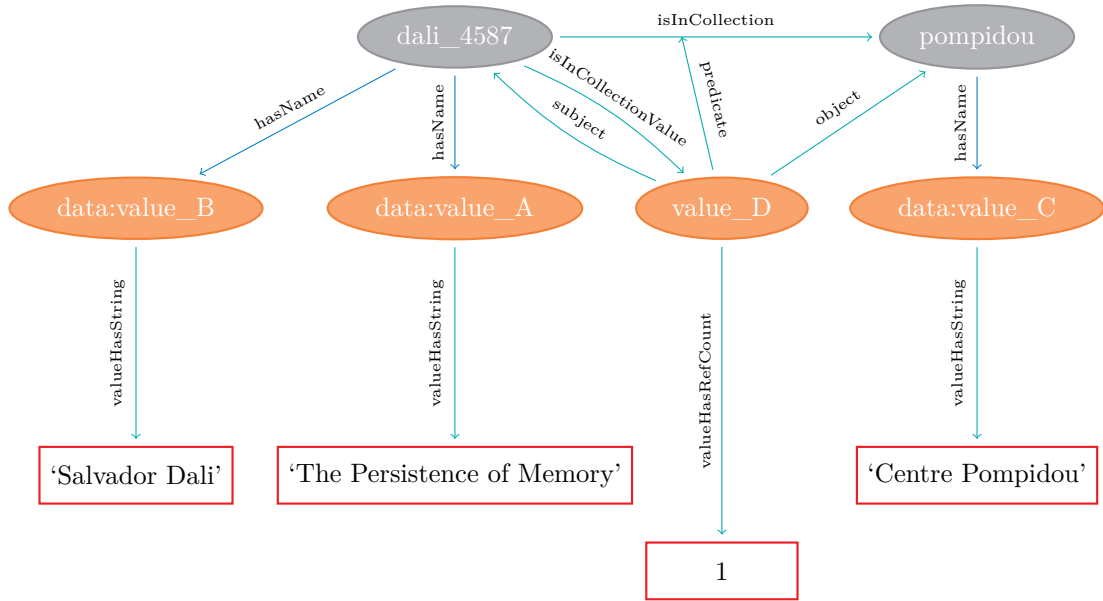 isInCollection
dali_4587
pompidou
isInCollectionValue
hasName
hasName
subject
predicate
object
hasName
data:value_B
data:value_A
value_D
data:value_C
valueHasString
valueHasString
valueHasRefCount
valueHasString
‘Salvador Dali’
‘The Persistence of Memory’
‘Centre Pompidou’
1